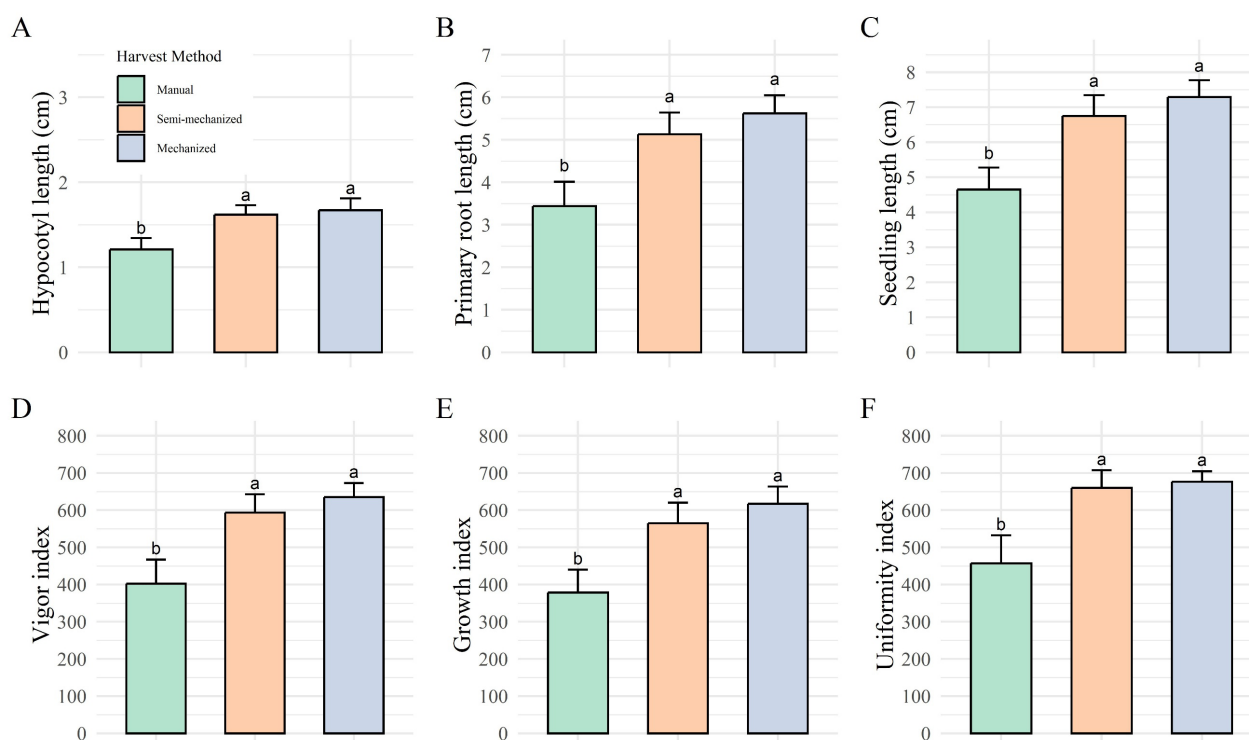 A
Harvest Method
Manual
Semi-mechanized
Mechanized
Hypocotyl length (cm)
3
2
1
0
b
a
a
B
Primary root length (cm)
7
6
5
4
3
2
1
0
b
a
a
C
Seedling length (cm)
8
7
6
5
4
3
2
1
0
b
a
a
D
Vigor index
800
700
600
500
400
300
200
100
0
b
a
a
E
Growth index
800
700
600
500
400
300
200
100
0
b
a
a
F
Uniformity index
800
700
600
500
400
300
200
100
0
b
a
a